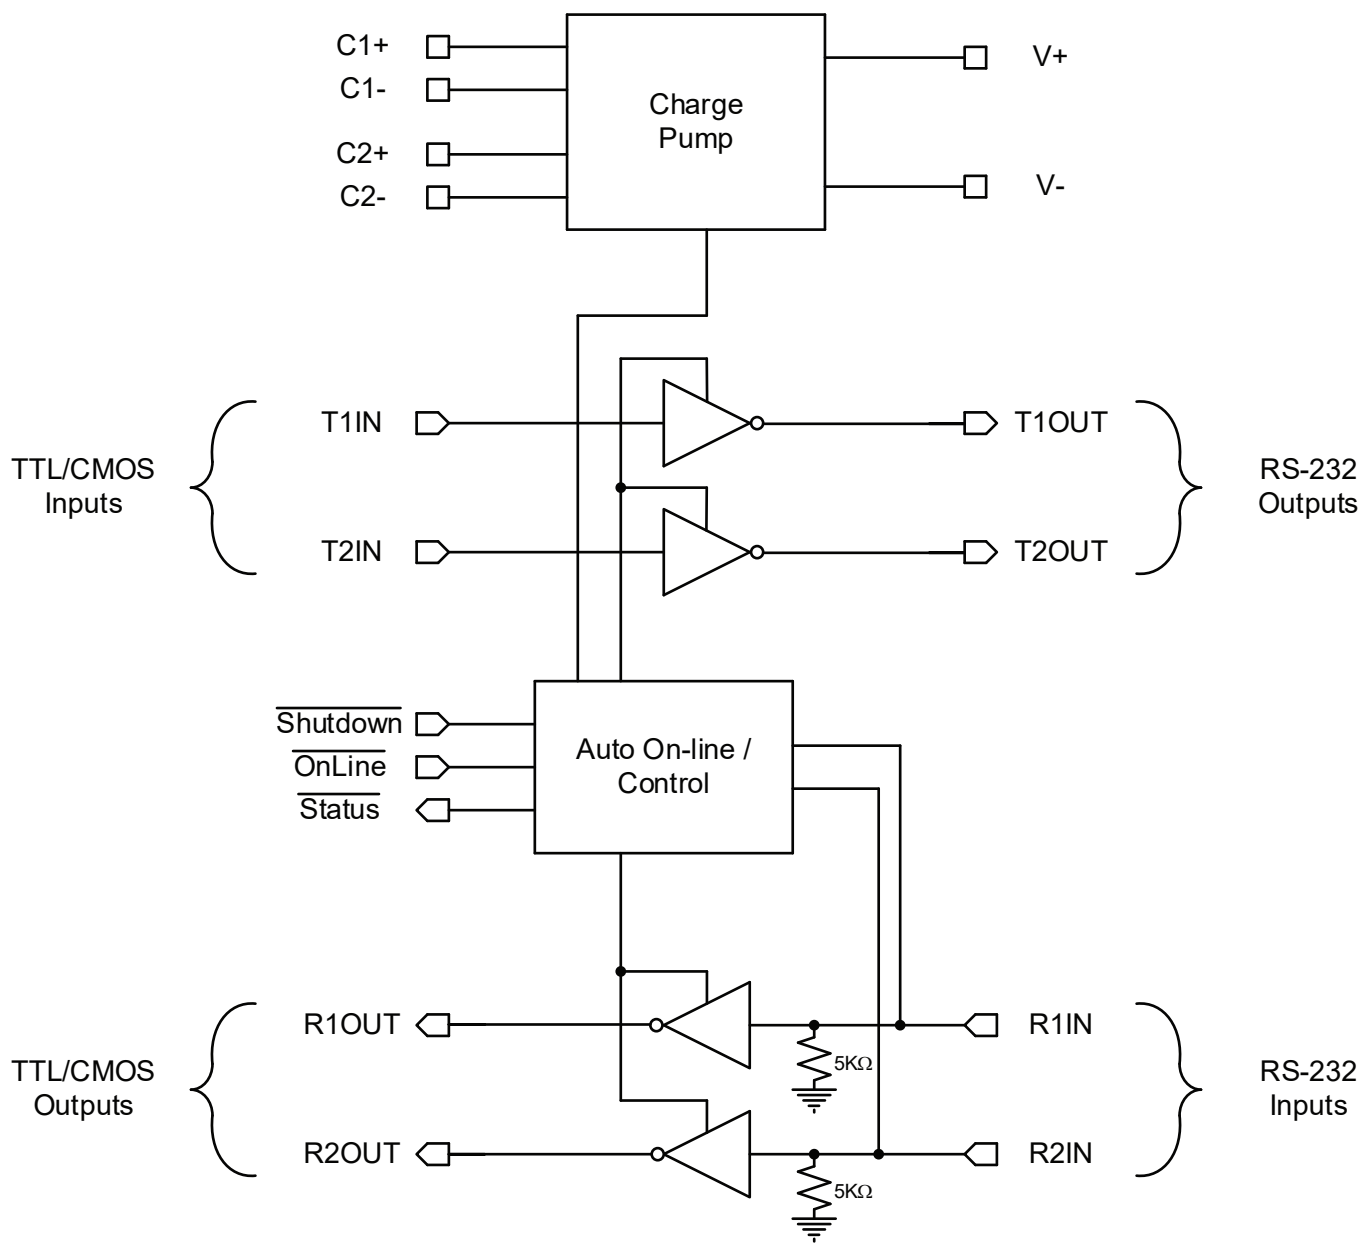 C1+
C1-
C2+
C2-
Charge
Pump
V+
V-
TTL/CMOS
Inputs
T1IN
T2IN
T1OUT
T2OUT
RS-232
Outputs
Shutdown
OnLine
Status
Auto On-line /
Control
TTL/CMOS
Outputs
R1OUT
R2OUT
5KΩ
5KΩ
R1IN
R2IN
RS-232
Inputs